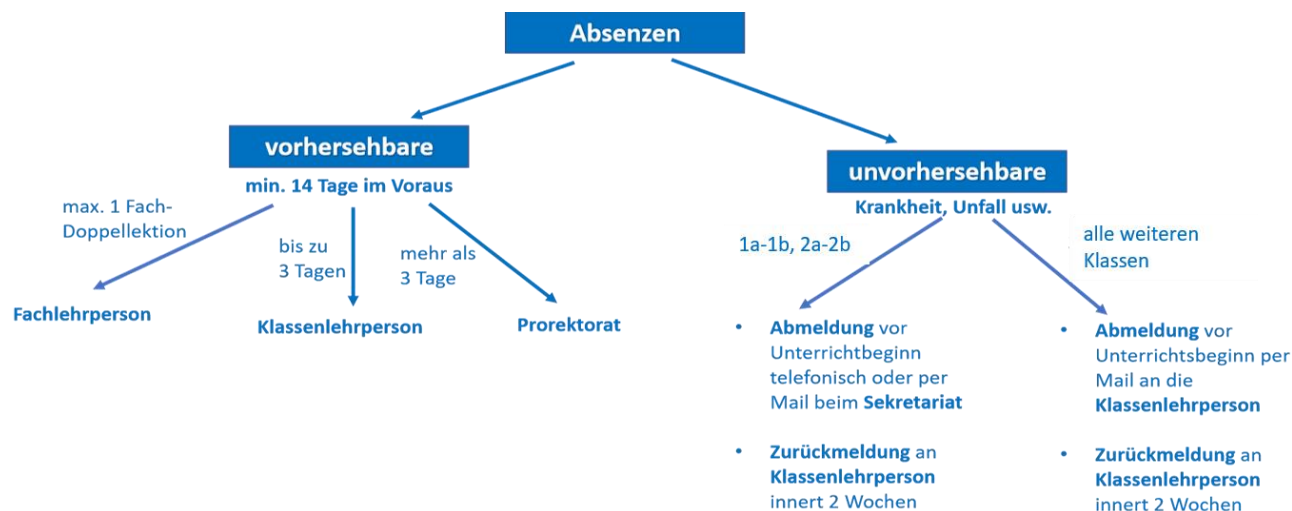 Absenzen
vorhersehbare
min. 14 Tage im Voraus
max. 1 Fach-
Doppellektion
bis zu
3 Tagen
mehr als
3 Tage
Fachlehrperson
Klassenlehrperson
Prorektorat
unvorhersehbare
Krankheit, Unfall usw.
1a-1b, 2a-2b
alle weiteren
Klassen
• Abmeldung vor
Unterrichtbeginn
telefonisch oder per
Mail beim Sekretariat
• Zurückmeldung an
Klassenlehrperson
innert 2 Wochen
• Abmeldung vor
Unterrichtsbeginn per
Mail an die
Klassenlehrperson
• Zurückmeldung an
Klassenlehrperson
innert 2 Wochen